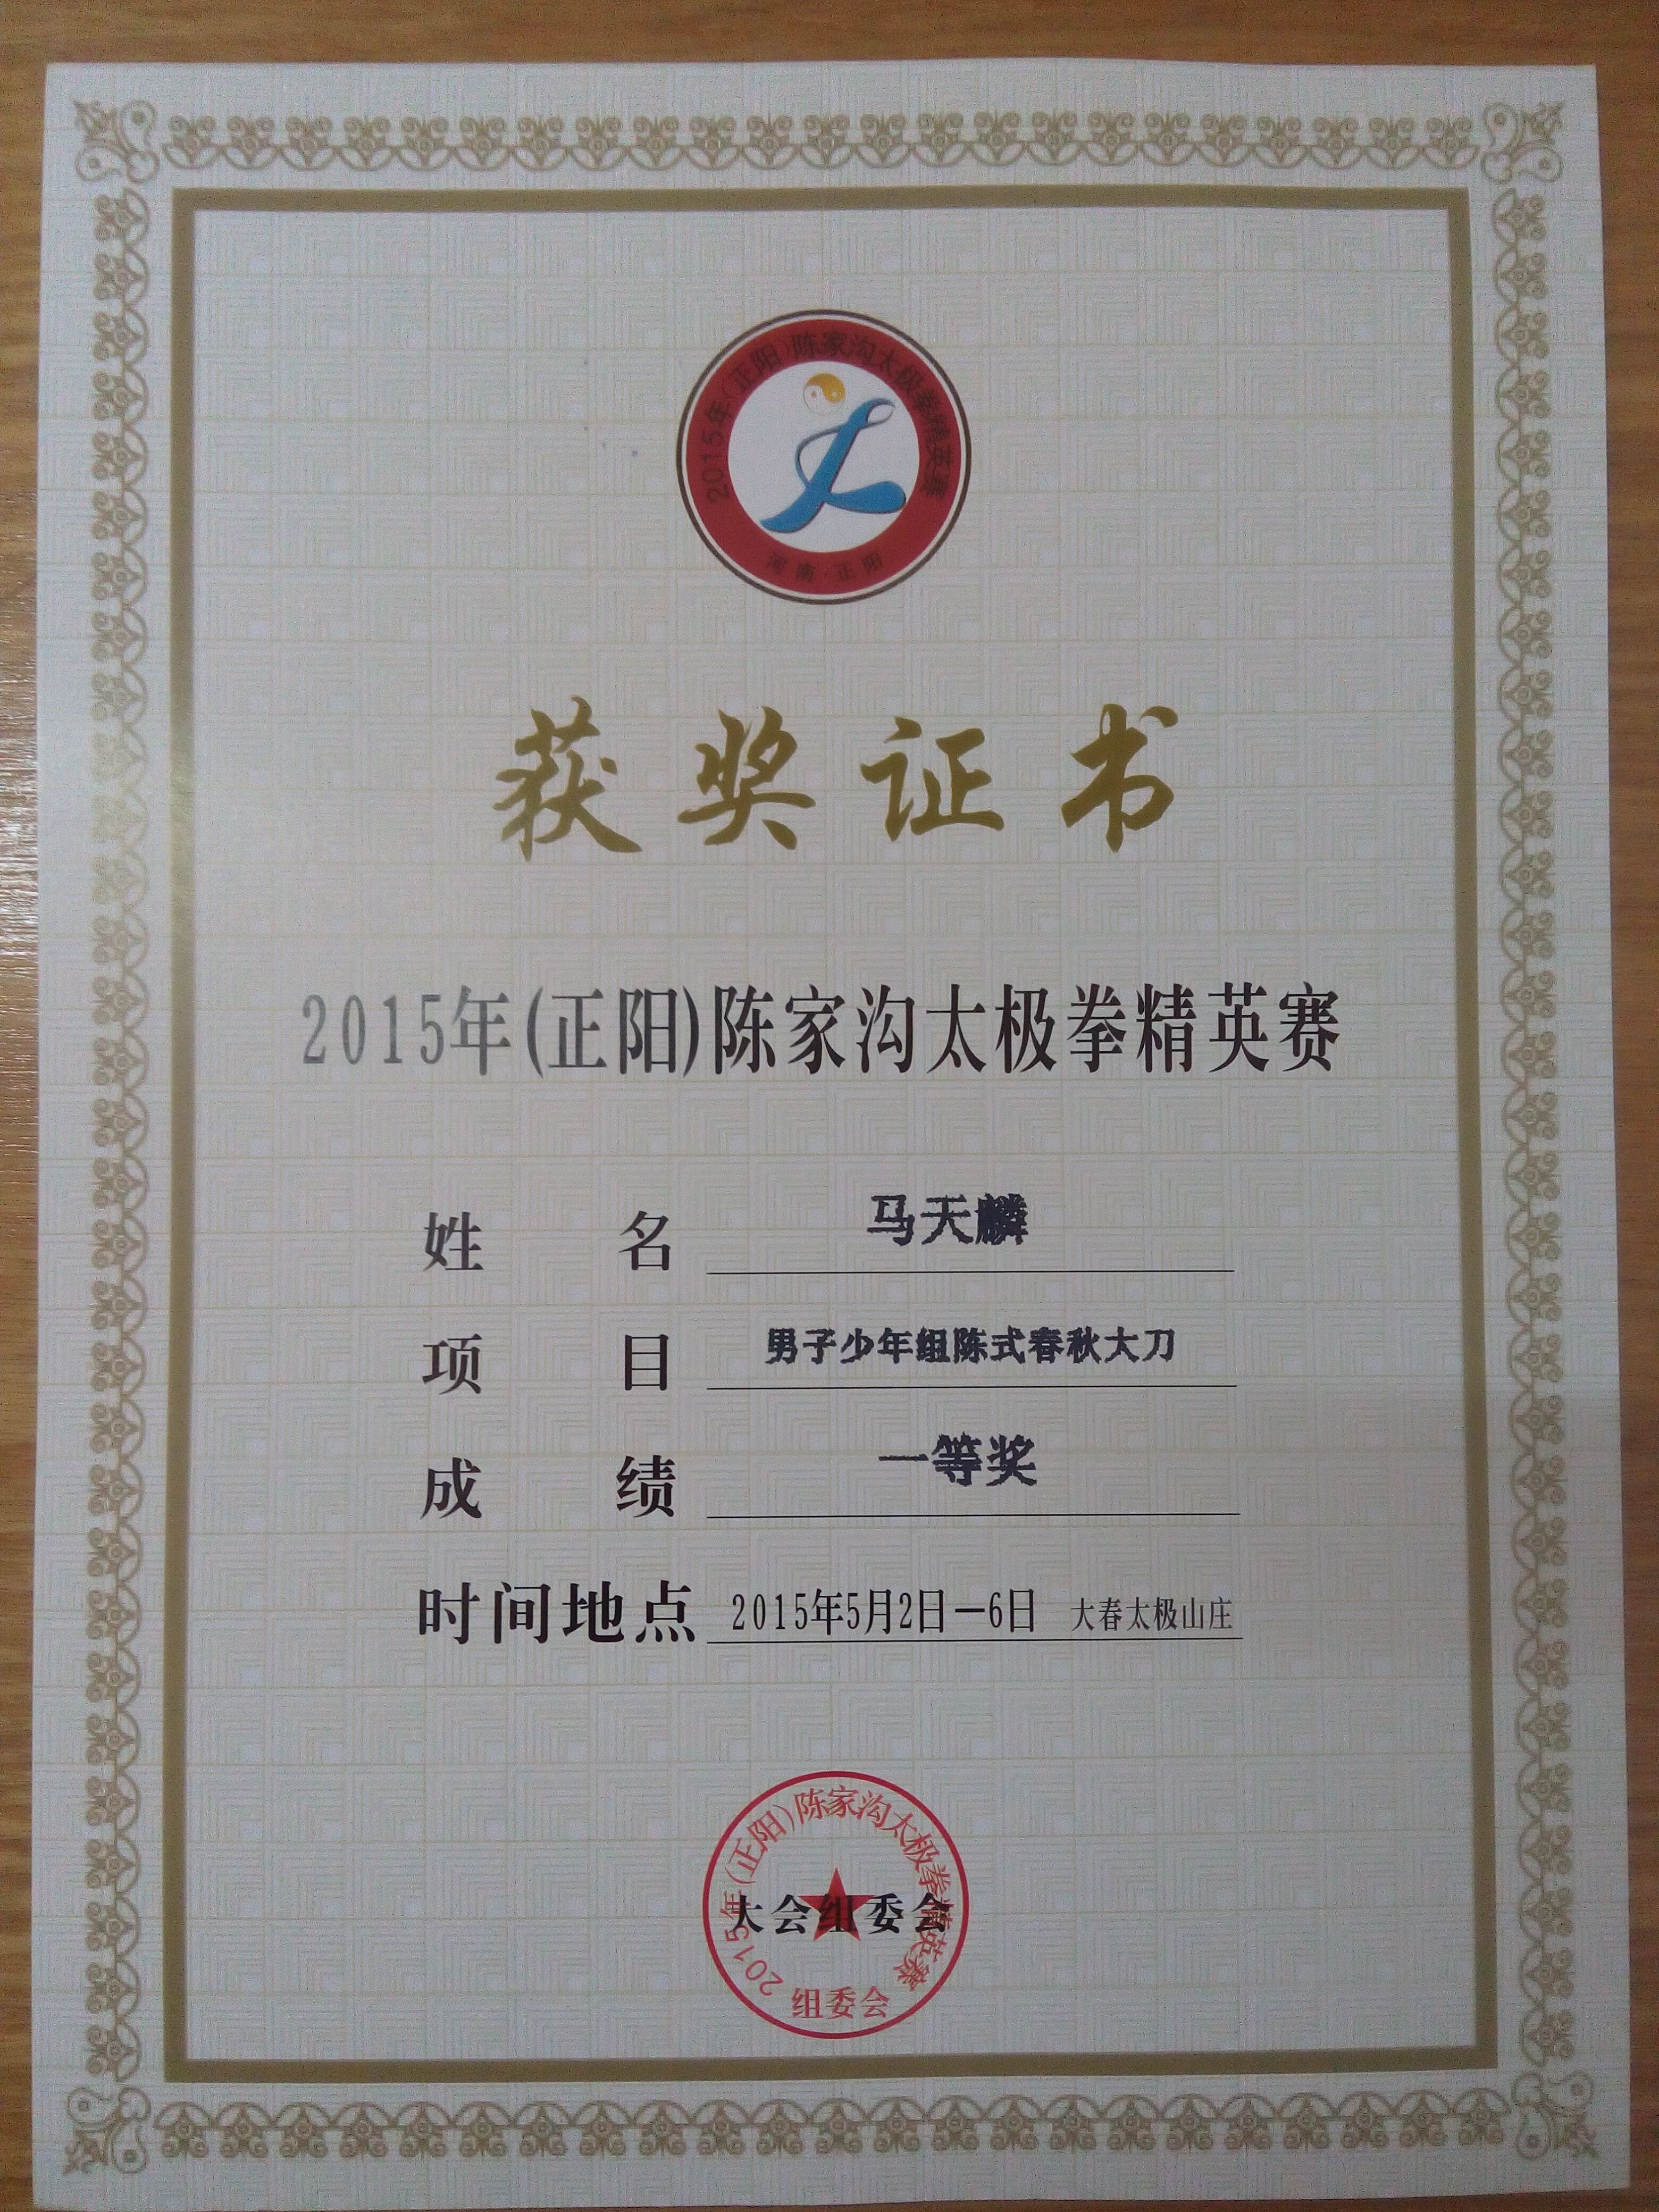 2015年(正阳)陈家沟太极拳精英赛
河南·正阳
获奖证书
2015年(正阳)陈家沟太极拳精英赛
姓名 马天麟
项目 男子少年组陈式春秋大刀
成绩 一等奖
时间地点 2015年5月2日—6日 大春太极山庄
2015年(正阳)陈家沟太极拳精英赛
大会组委会
组委会